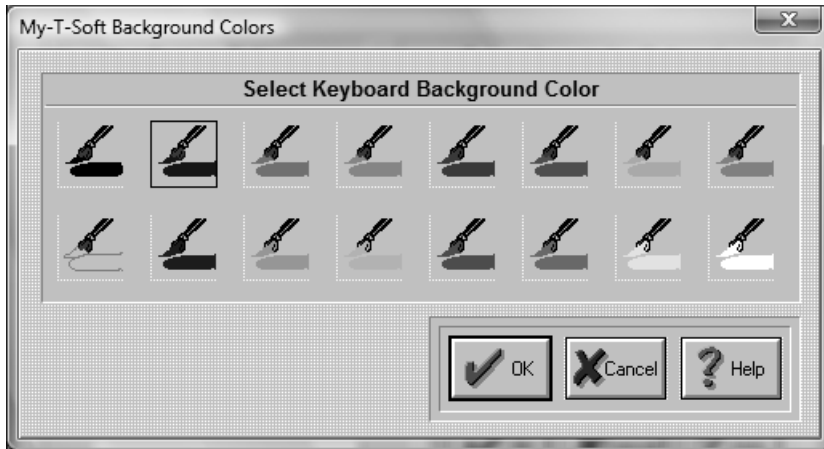 My-T-Soft Background Colors
Select Keyboard Background Color
OK
Cancel
Help